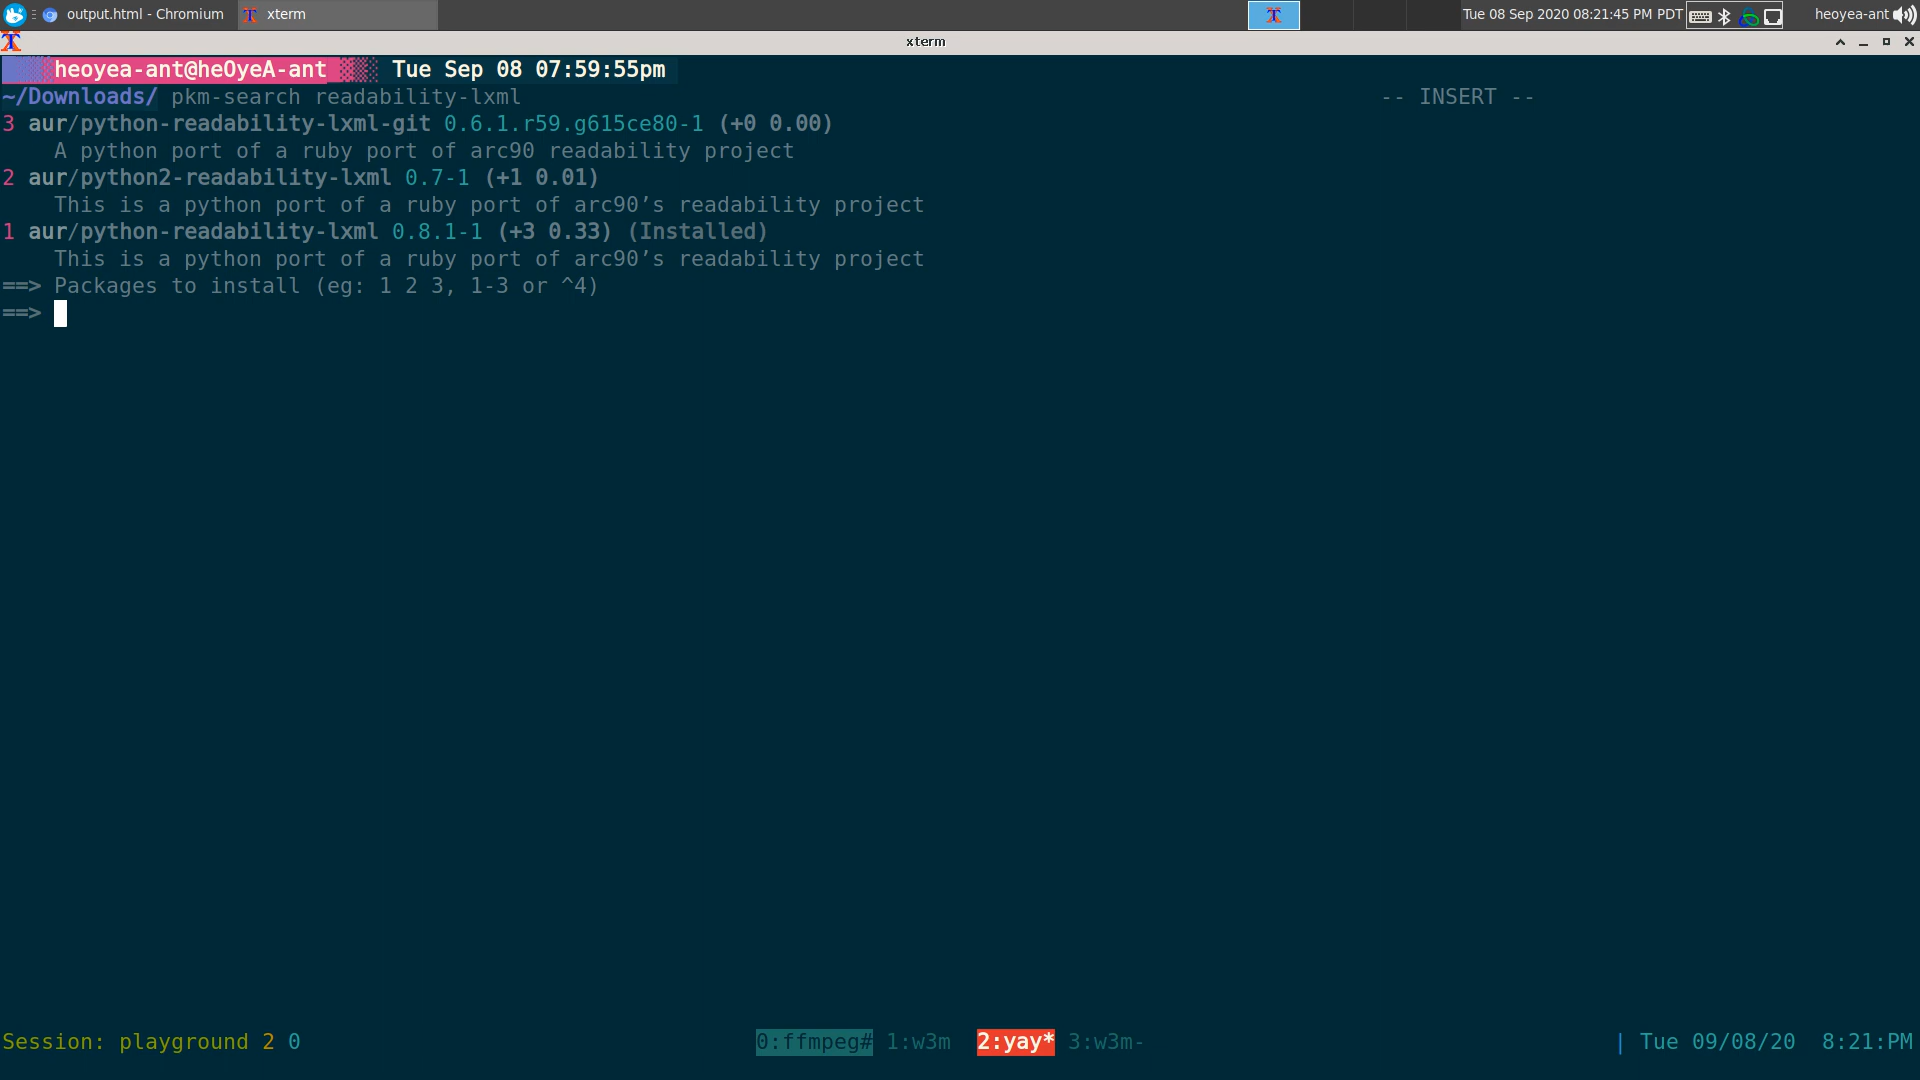 output.html - Chromium
xterm
Tue 08 Sep 2020 08:21:45 PM PDT
heoyea-ant
xterm
heoyea-ant@heOyeA-ant Tue Sep 08 07:59:55pm
~/Downloads/ pkm-search readability-lxml -- INSERT --
3 aur/python-readability-lxml-git 0.6.1.r59.g615ce80-1 (+0 0.00)
A python port of a ruby port of arc90 readability project
2 aur/python2-readability-lxml 0.7-1 (+1 0.01)
This is a python port of a ruby port of arc90’s readability project
1 aur/python-readability-lxml 0.8.1-1 (+3 0.33) (Installed)
This is a python port of a ruby port of arc90’s readability project
==> Packages to install (eg: 1 2 3, 1-3 or ^4)
==>
Session: playground 2 0 0:ffmpeg# 1:w3m 2:yay* 3:w3m- | Tue 09/08/20 8:21:PM